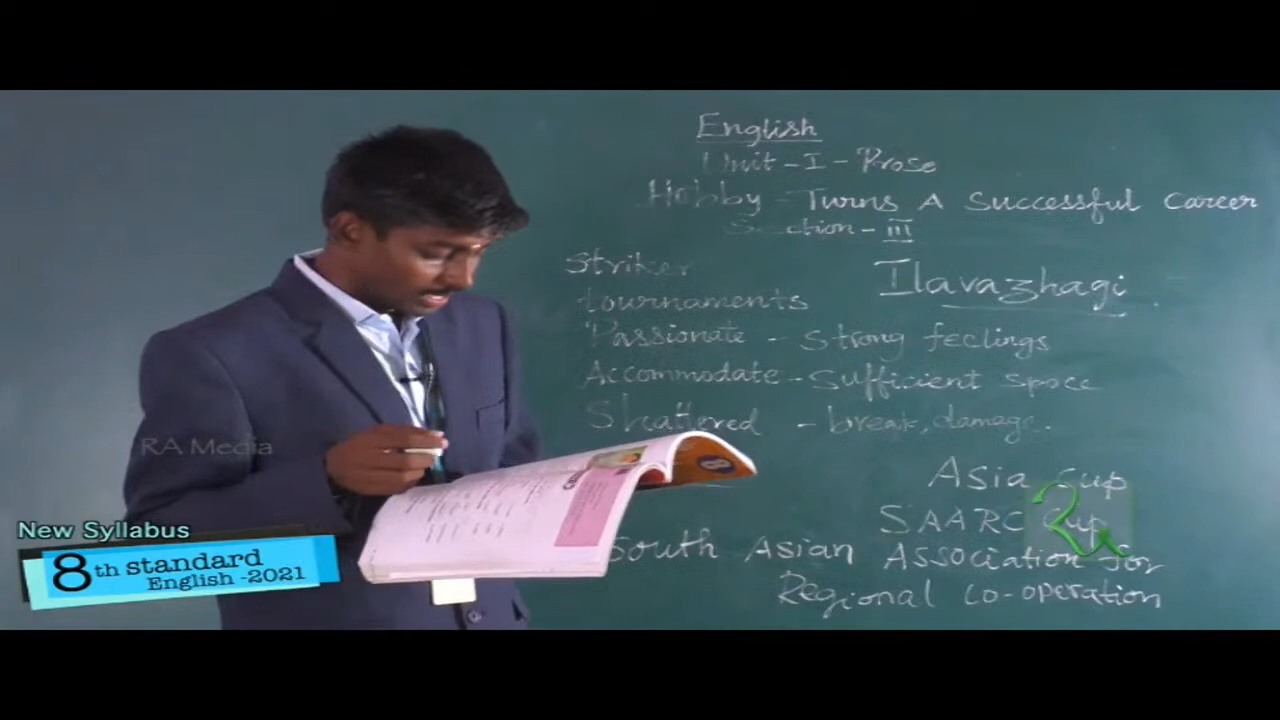 English
Unit - I - Prose
Hobby - Turns A Successful Career
Section - III
Ilavazhagi
Striker
tournaments
Passionate - Strong feelings
Accommodate - Sufficient space
Shattered - break, damage.
Asia cup
SAARC Cup
South Asian Association for
Regional co-operation
RA Media
New Syllabus
8th standard
English -2021
8